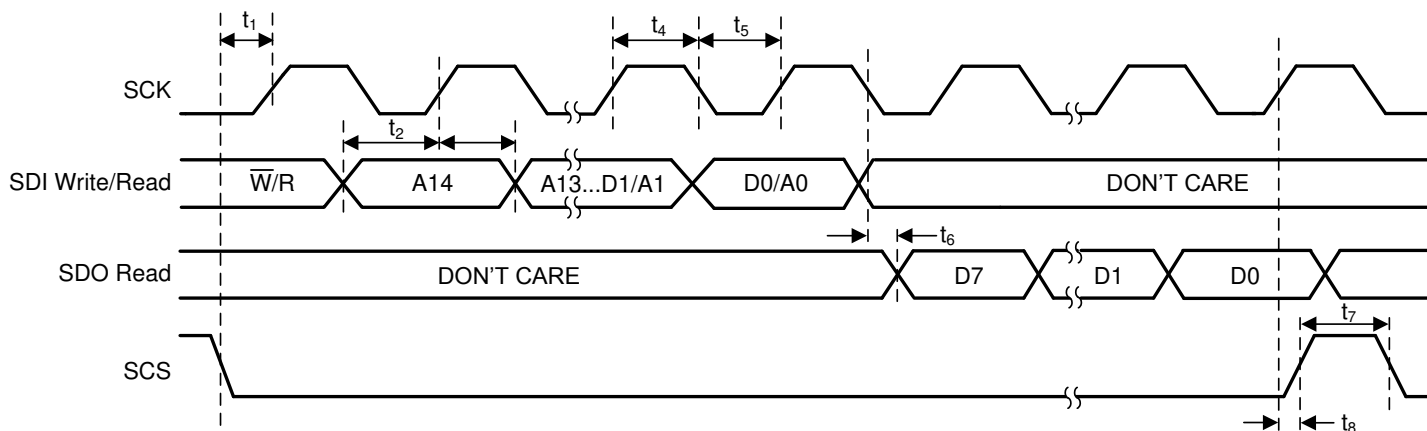 t₁ t₄ t₅
SCK
t₂
SDI Write/Read W̅/R A14 A13...D1/A1 D0/A0 DON'T CARE
t₆
SDO Read DON'T CARE D7 D1 D0
t₇
SCS
t₈